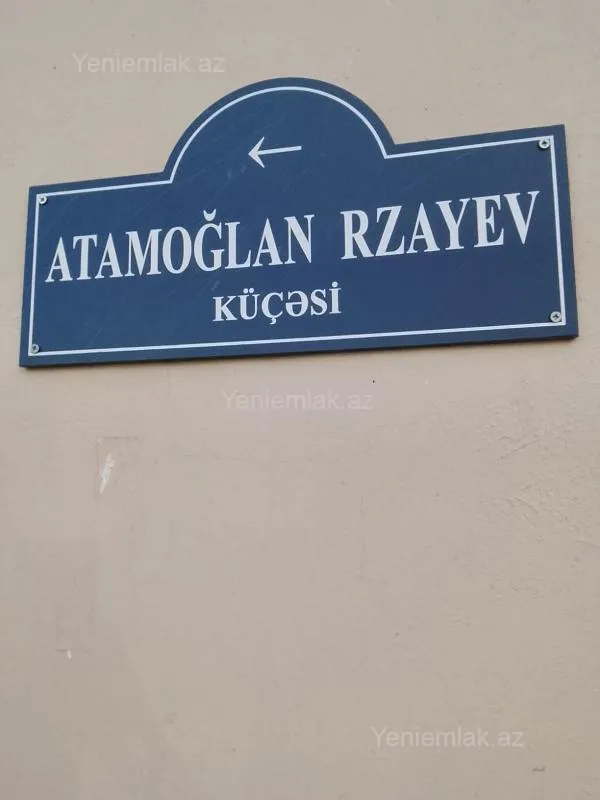 Yeniemlak.az
←
ATAMOĞLAN RZAYEV
KÜÇƏSİ
Yeniemlak.az
Yeniemlak.az